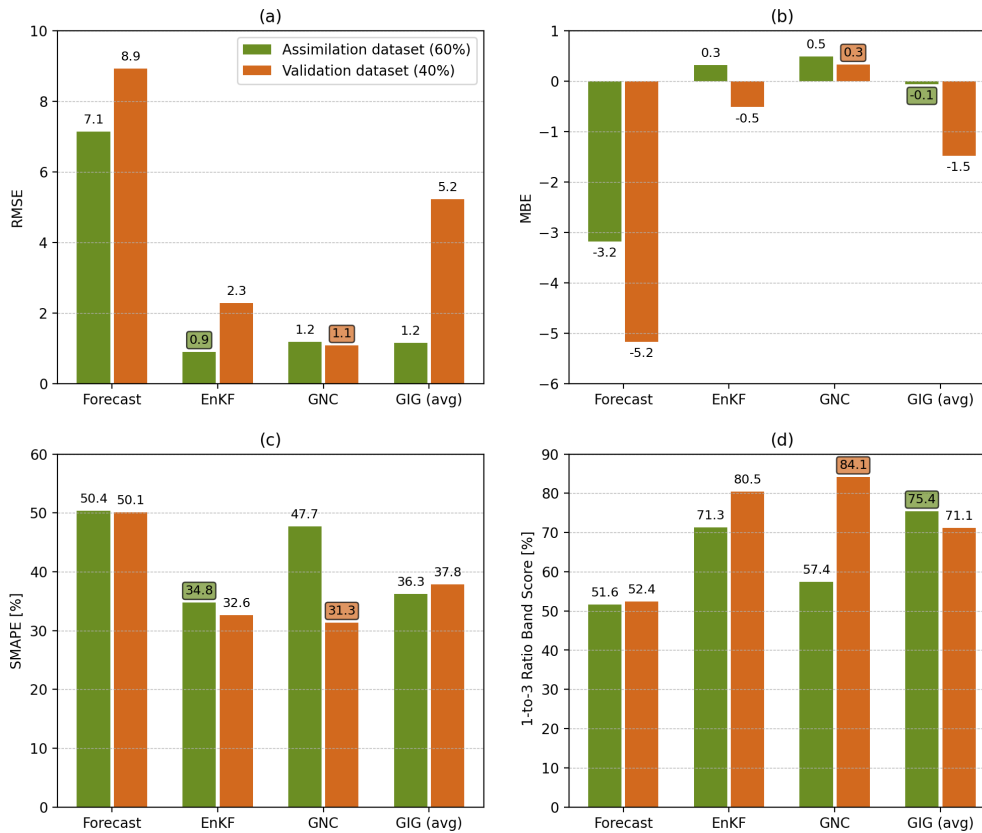 (a)
RMSE
10
8
6
4
2
0
Assimilation dataset (60%)
Validation dataset (40%)
7.1
8.9
0.9
2.3
1.2
1.1
1.2
5.2
Forecast
EnKF
GNC
GIG (avg)
(b)
MBE
1
0
−1
−2
−3
−4
−5
−6
-3.2
-5.2
0.3
-0.5
0.5
0.3
-0.1
-1.5
Forecast
EnKF
GNC
GIG (avg)
(c)
SMAPE [%]
60
50
40
30
20
10
0
50.4
50.1
34.8
32.6
47.7
31.3
36.3
37.8
Forecast
EnKF
GNC
GIG (avg)
(d)
1-to-3 Ratio Band Score [%]
90
80
70
60
50
40
30
20
10
0
51.6
52.4
71.3
80.5
57.4
84.1
75.4
71.1
Forecast
EnKF
GNC
GIG (avg)